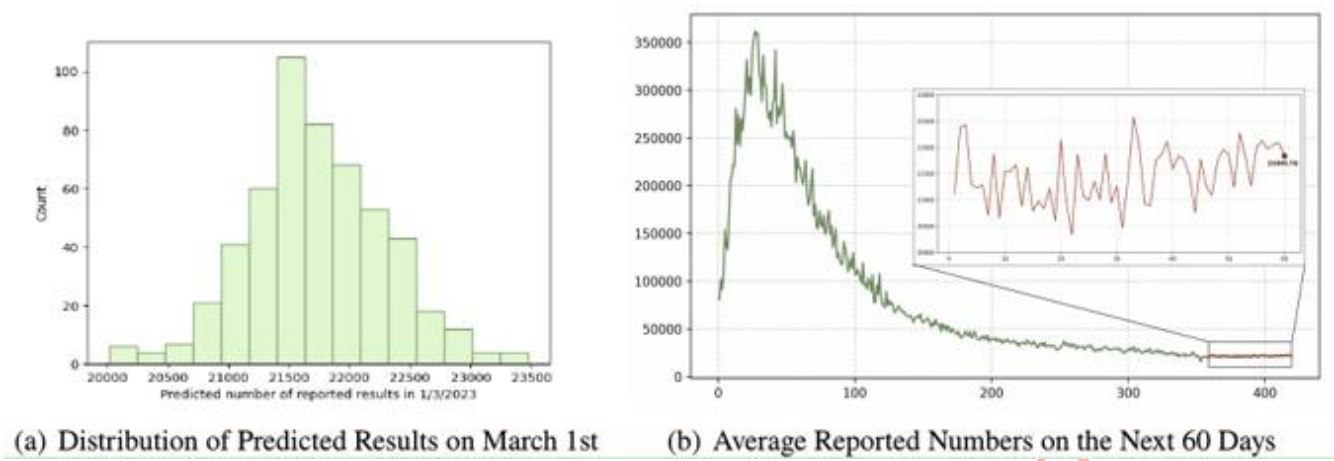 100
80
60
40
20
0
Count
20000 20500 21000 21500 22000 22500 23000 23500
Predicted number of reported results in 1/3/2023
350000
300000
250000
200000
150000
100000
50000
0
0 100 200 300 400
(a) Distribution of Predicted Results on March 1st
(b) Average Reported Numbers on the Next 60 Days